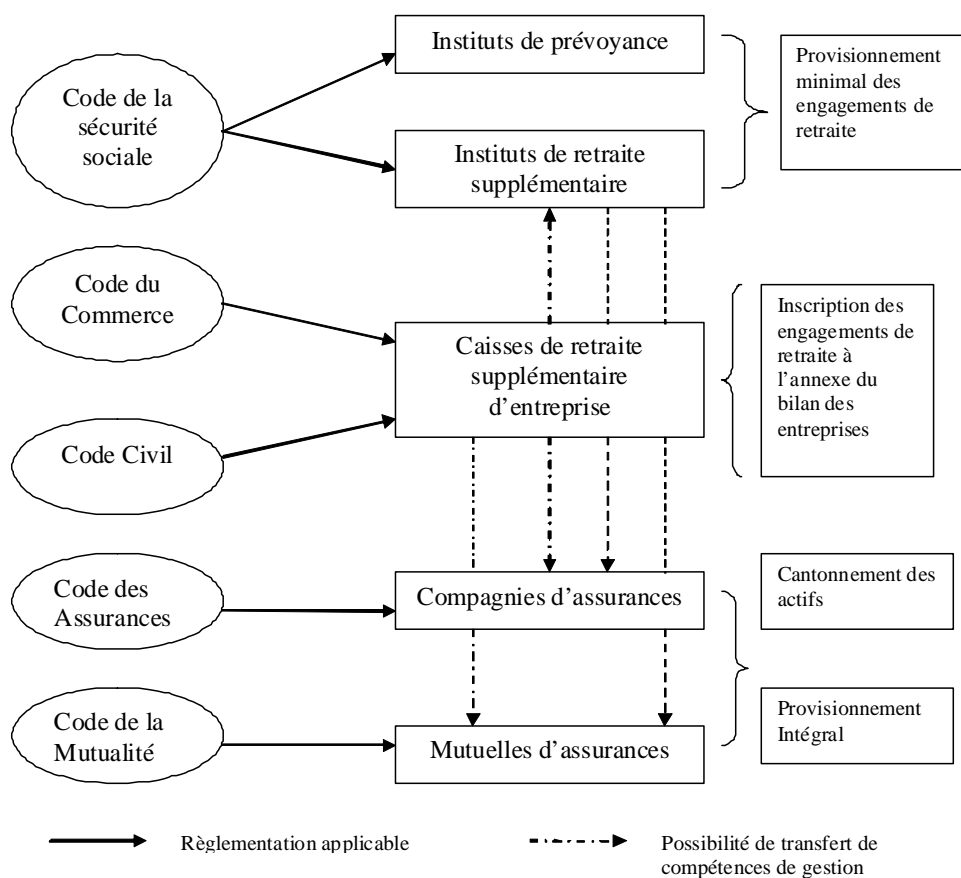 Instituts de prévoyance
Provisionnement
minimal des
engagements de
retraite
Code de la
sécurité
sociale
Instituts de retraite
supplémentaire
Code du
Commerce
Caisses de retraite
supplémentaire
d'entreprise
Inscription des
engagements de
retraite à
l'annexe du
bilan des
entreprises
Code Civil
Code des
Assurances
Compagnies d'assurances
Cantonnement des
actifs
Code de la
Mutualité
Mutuelles d'assurances
Provisionnement
Intégral
Règlementation applicable
Possibilité de transfert de
compétences de gestion